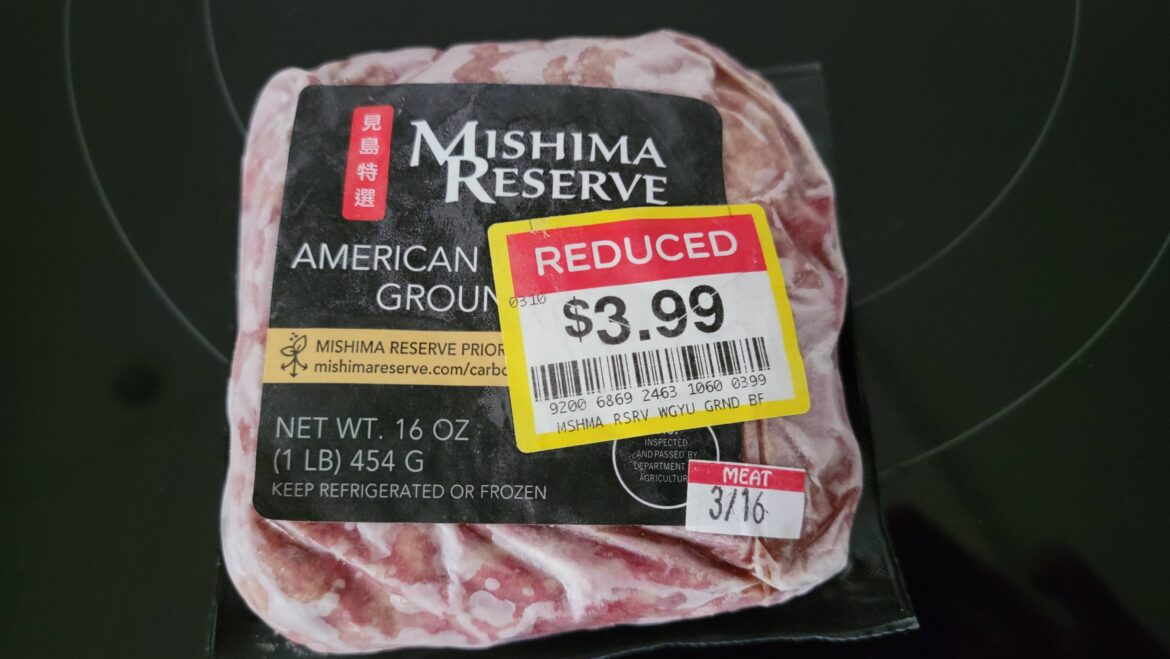 見島特選
MISHIMA
RESERVE
AMERICAN
GROUN
REDUCED
0310
$3.99
9200 6869 2463 1060 0399
MSHMA RSRV WGYU GRND BF
MISHIMA RESERVE PRIOR
mishimareserve.com/carbo
NET WT. 16 OZ
(1 LB) 454 G
KEEP REFRIGERATED OR FROZEN
INSPECTED
AND PASSED BY
DEPARTMENT
AGRICULTUR
MEAT
3/16